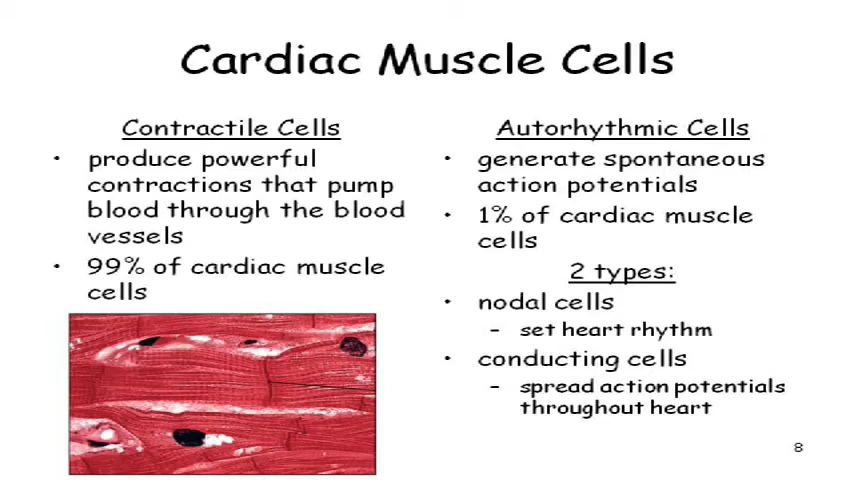 Cardiac Muscle Cells
Contractile Cells
• produce powerful
contractions that pump
blood through the blood
vessels
• 99% of cardiac muscle
cells
Autorhythmic Cells
• generate spontaneous
action potentials
• 1% of cardiac muscle
cells
2 types:
• nodal cells
– set heart rhythm
• conducting cells
– spread action potentials
throughout heart
8